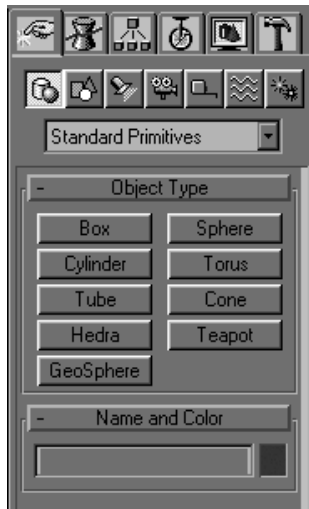 Standard Primitives
- Object Type
Box Sphere
Cylinder Torus
Tube Cone
Hedra Teapot
GeoSphere
- Name and Color